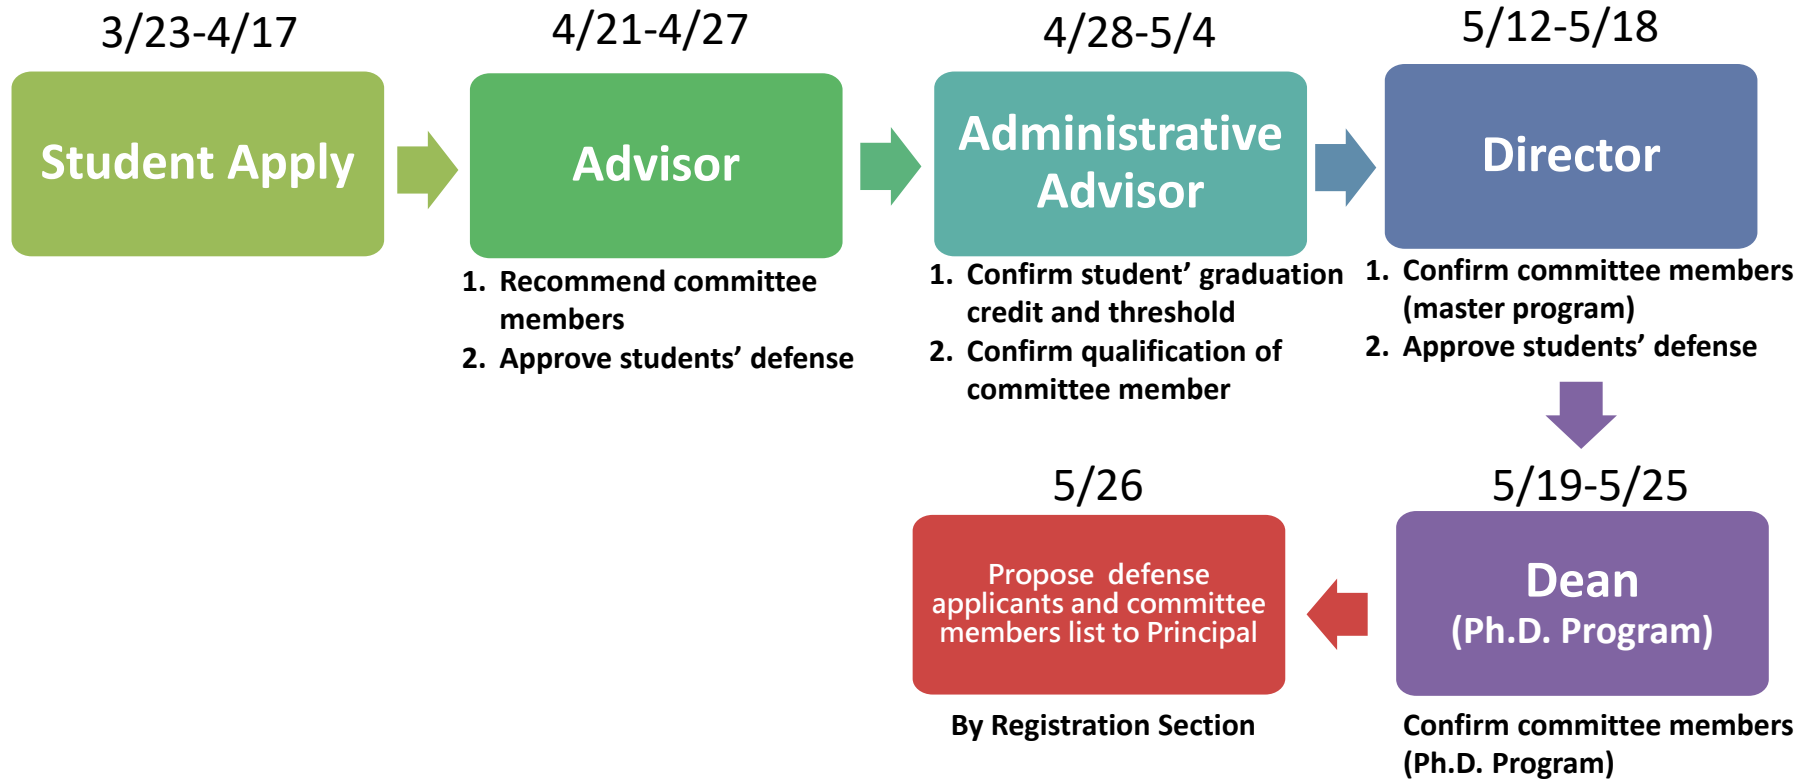 3/23-4/17
Student Apply
4/21-4/27
Advisor
1. Recommend committee
members
2. Approve students’ defense
4/28-5/4
Administrative
Advisor
1. Confirm student’ graduation
credit and threshold
2. Confirm qualification of
committee member
5/12-5/18
Director
1. Confirm committee members
(master program)
2. Approve students’ defense
5/19-5/25
Dean
(Ph.D. Program)
Confirm committee members
(Ph.D. Program)
5/26
Propose defense
applicants and committee
members list to Principal
By Registration Section